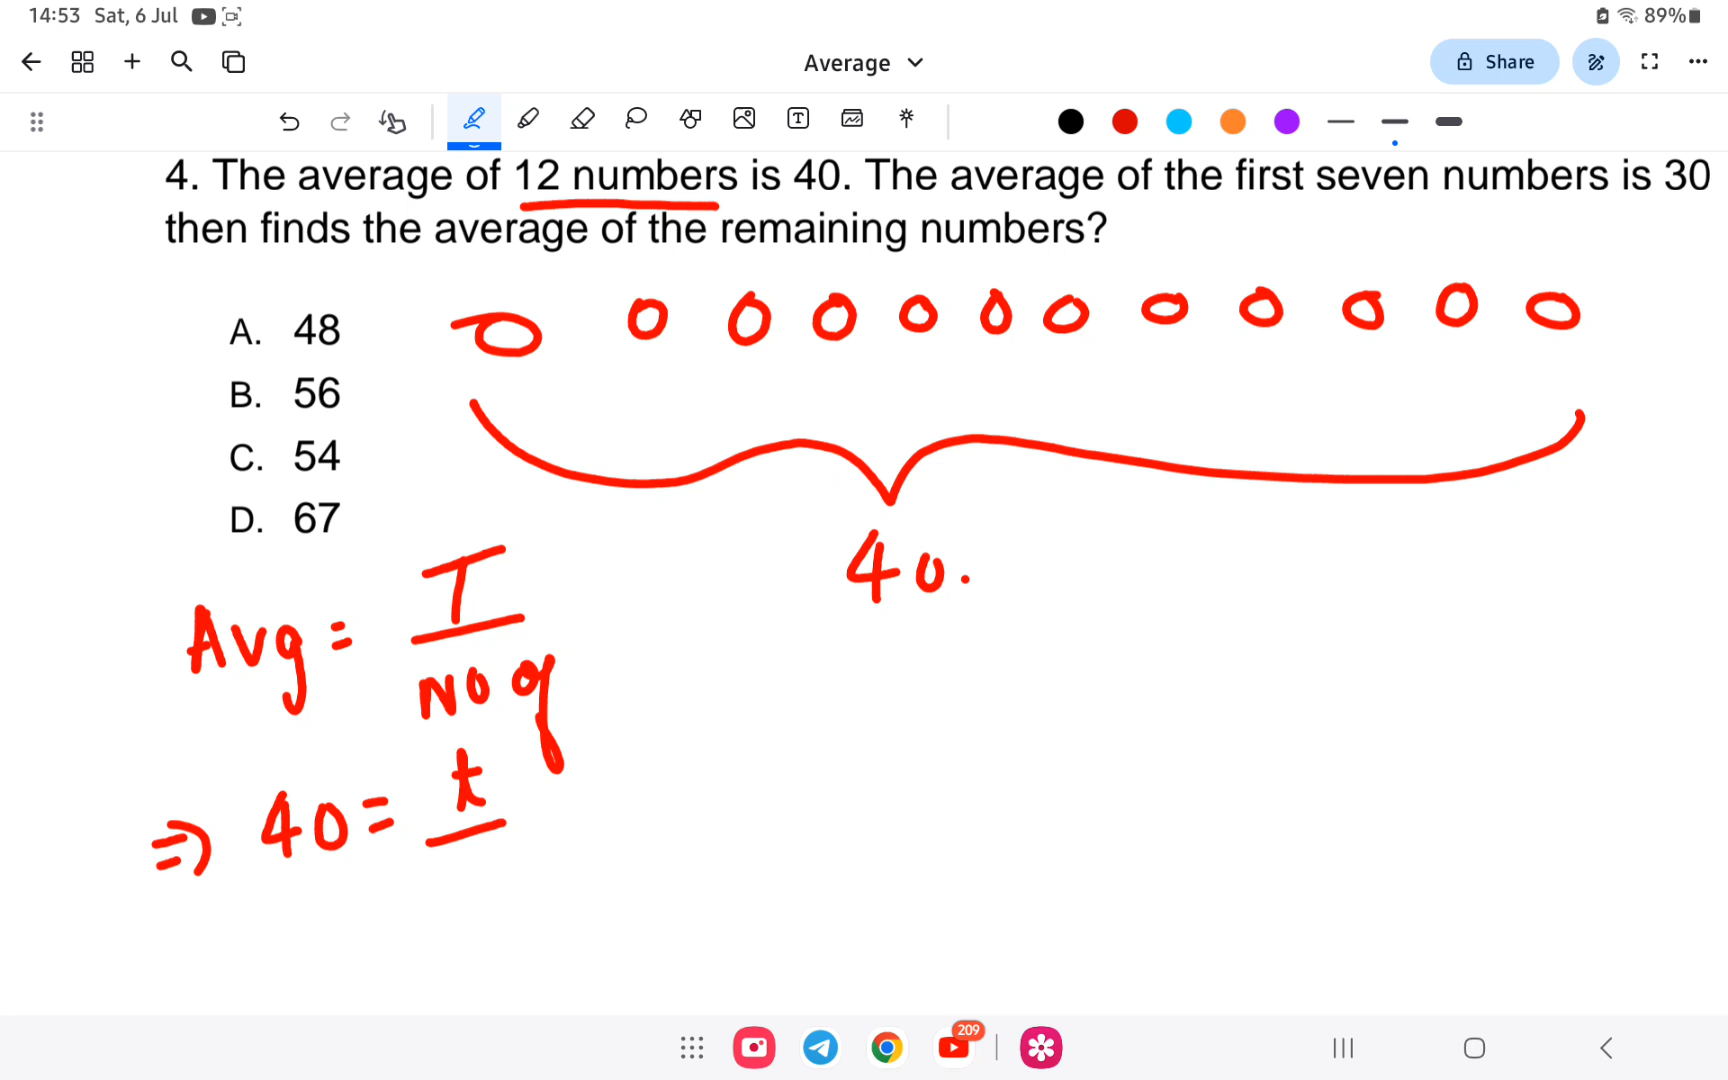 14:53 Sat, 6 Jul 89%
Average
Share
4. The average of 12 numbers is 40. The average of the first seven numbers is 30
then finds the average of the remaining numbers?
A. 48
B. 56
C. 54
D. 67
40.
Avg = T
No of
⇒ 40 = t
209